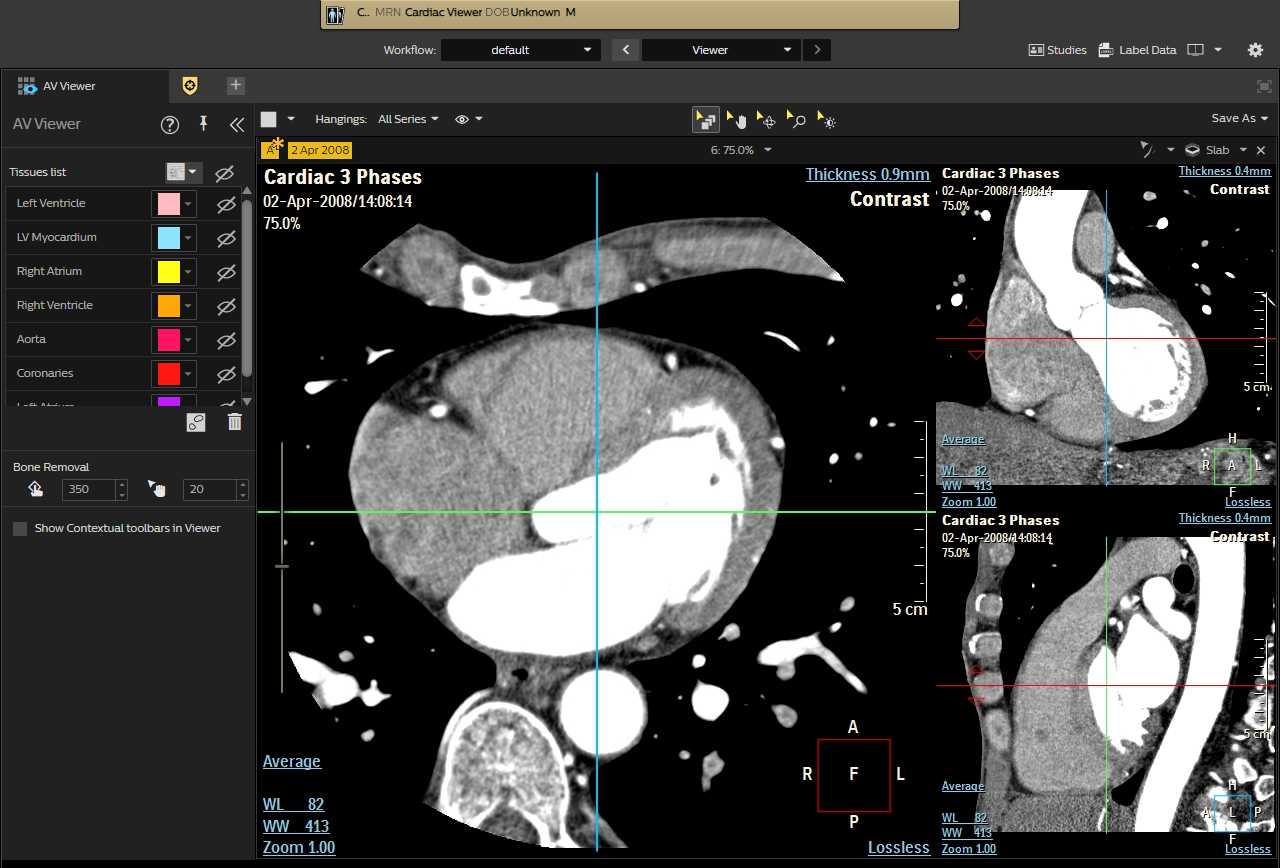 C.. MRN Cardiac Viewer DOB Unknown M
Workflow: default Viewer Studies Label Data
AV Viewer
AV Viewer Hangings: All Series Save As
A 2 Apr 2008 6: 75.0% Slab
Tissues list
Left Ventricle
LV Myocardium
Right Atrium
Right Ventricle
Aorta
Coronaries
Left Atrium
Bone Removal
350 20
Show Contextual toolbars in Viewer
Cardiac 3 Phases Thickness 0.9mm
02-Apr-2008/14:08:14 Contrast
75.0%
5 cm
A
R F L
P
Average
WL 82
WW 413
Zoom 1.00 Lossless
Thickness 0.4mm
Cardiac 3 Phases
02-Apr-2008/14:08:14 Contrast
75.0%
5 cm
Average H
R A L
WL 82
WW 413 F
Zoom 1.00 Lossless
Cardiac 3 Phases Thickness 0.4mm
02-Apr-2008/14:08:14 Contrast
75.0%
5 cm
Average H
A L P
WL 82
WW 413 F
Zoom 1.00 Lossless